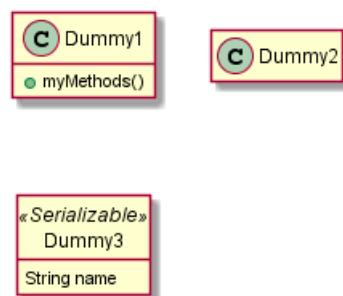 C Dummy1
myMethods()
C Dummy2
«Serializable»
Dummy3
String name